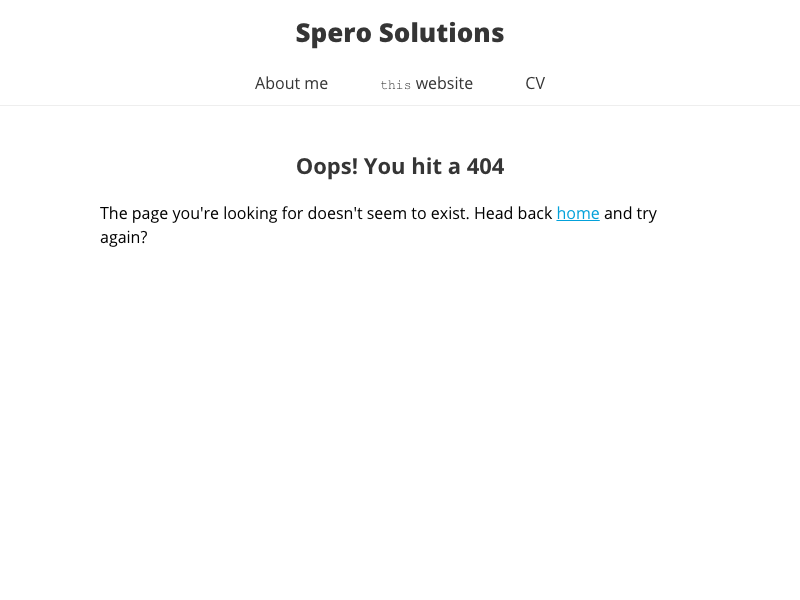 Spero Solutions
About me this website CV
Oops! You hit a 404
The page you're looking for doesn't seem to exist. Head back home and try
again?